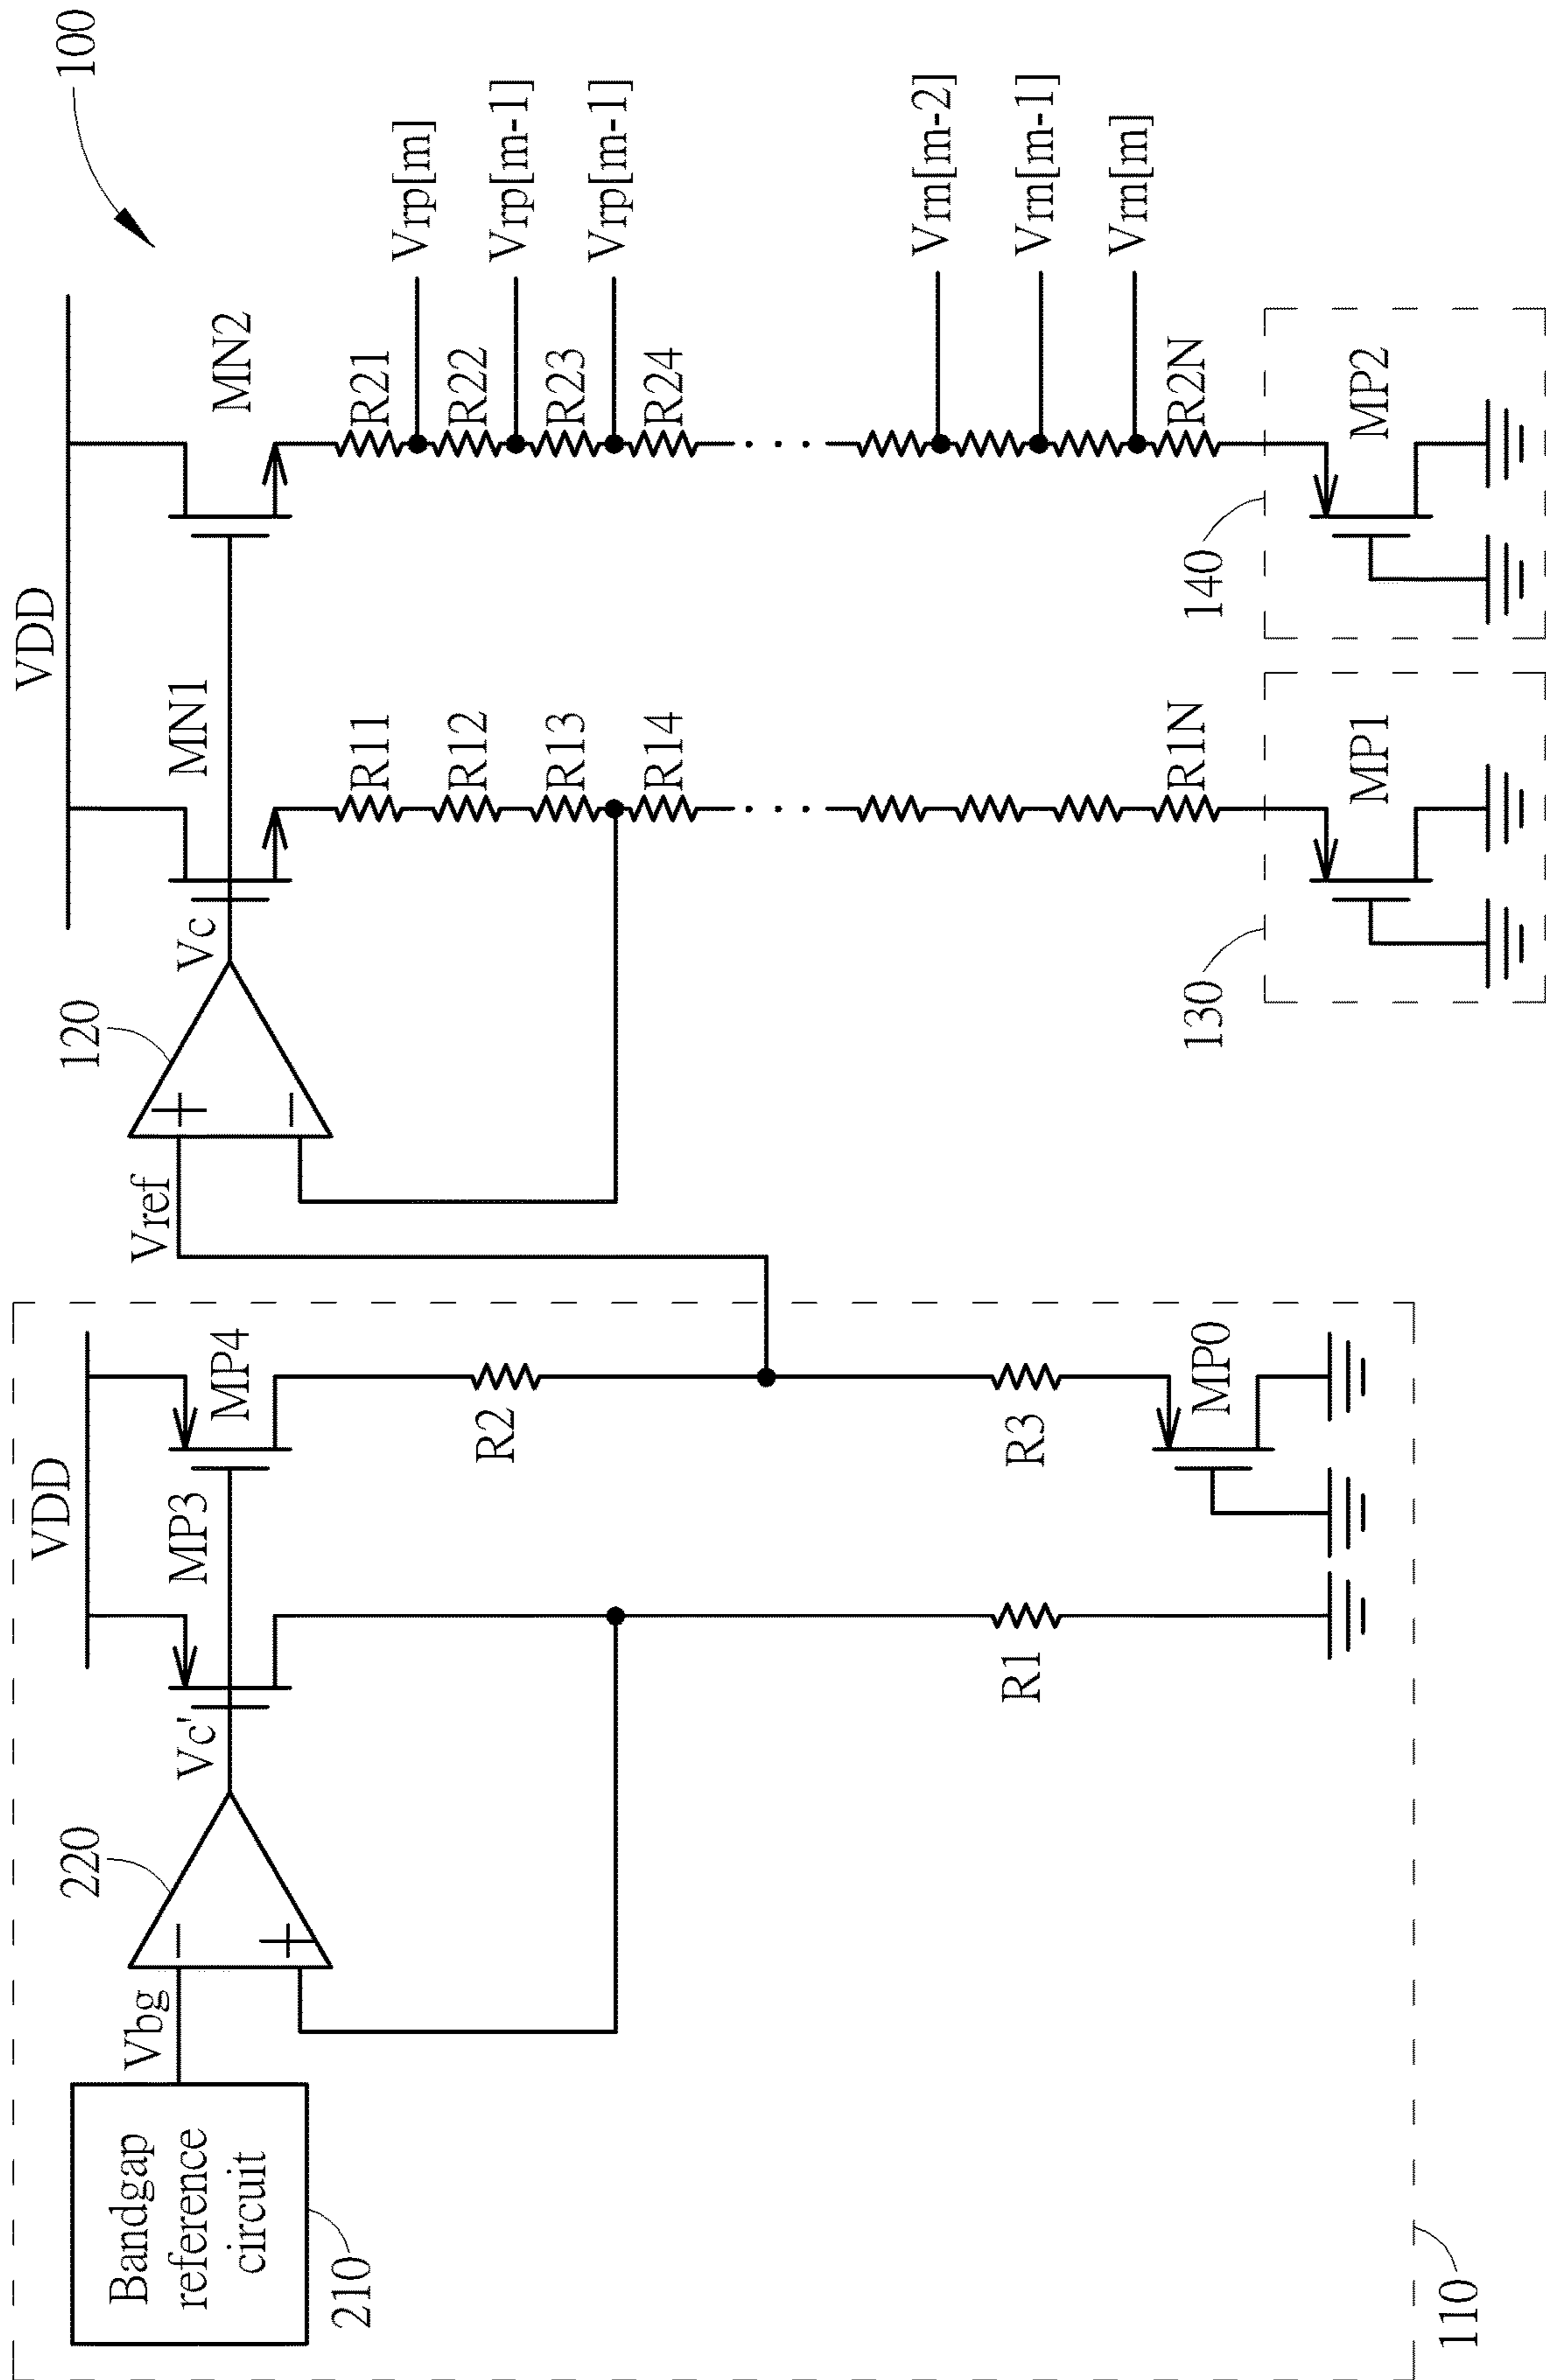 100
VDD
MN1
MN2
120
Vc
Vref
R11
R12
R13
R14
R1N
R21
R22
R23
R24
R2N
Vrp[m]
Vrp[m-1]
Vrp[m-1]
Vrn[m-2]
Vrn[m-1]
Vrn[m]
130
MP1
140
MP2
VDD
MP3
MP4
220
Vc'
Vbg
Bandgap
reference
circuit
210
R2
R1
R3
MP0
110
+
−
−
+